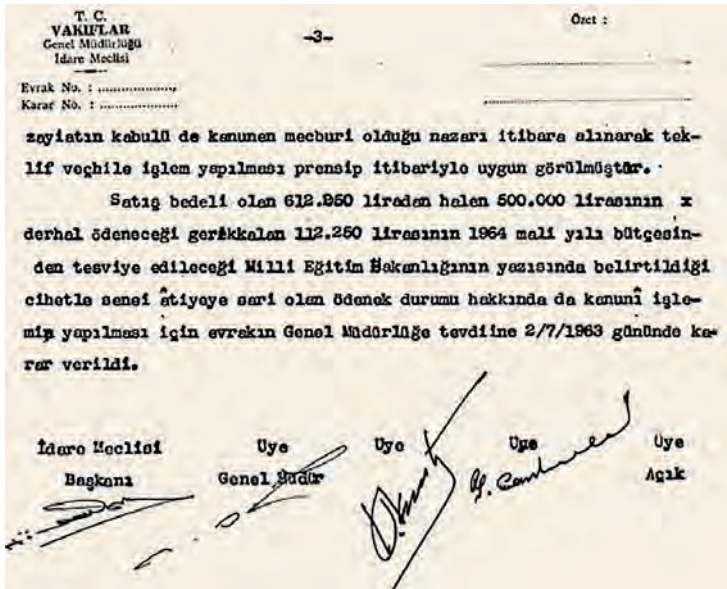 T. C.
VAKIFLAR
Genel Müdürlüğü
İdare Meclisi
Evrak No. : ...................
Karar No. : ...................
-3-
Özet :
zayiatın kabulü de kanunen mecburi olduğu nazarı itibara alınarak tek-
lif veçhile işlem yapılması prensip itibariyle uygun görülmüştür.
Satış bedeli olan 612.250 liradan halen 500.000 lirasının x
derhal ödeneceği gerikkalan 112.250 lirasının 1964 mali yılı bütçesin-
den tesviye edileceği Milli Eğitim Bakanlığının yazısında belirtildiği
cihetle senei âtiyeye sari olan ödenek durumu hakkında da kanunî işle-
min yapılması için evrakın Genel Müdürlüğe tevdiine 2/7/1963 gününde ka-
rar verildi.
İdare Meclisi Üye Üye Üye Üye
Başkanı Genel Müdür Açık